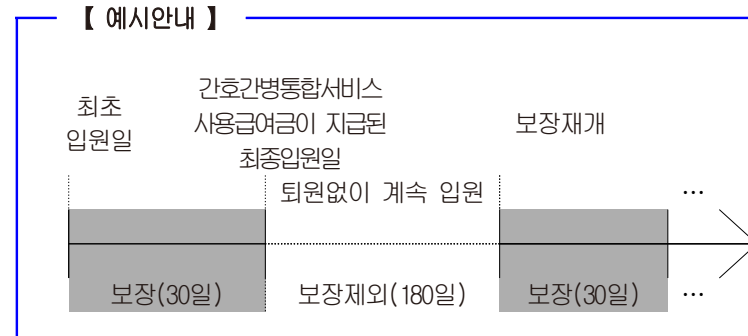 【 예시안내 】
최초
입원일
간호간병통합서비스
사용급여금이 지급된
최종입원일
보장재개
퇴원없이 계속 입원
…
보장(30일)
보장제외(180일)
보장(30일)
…